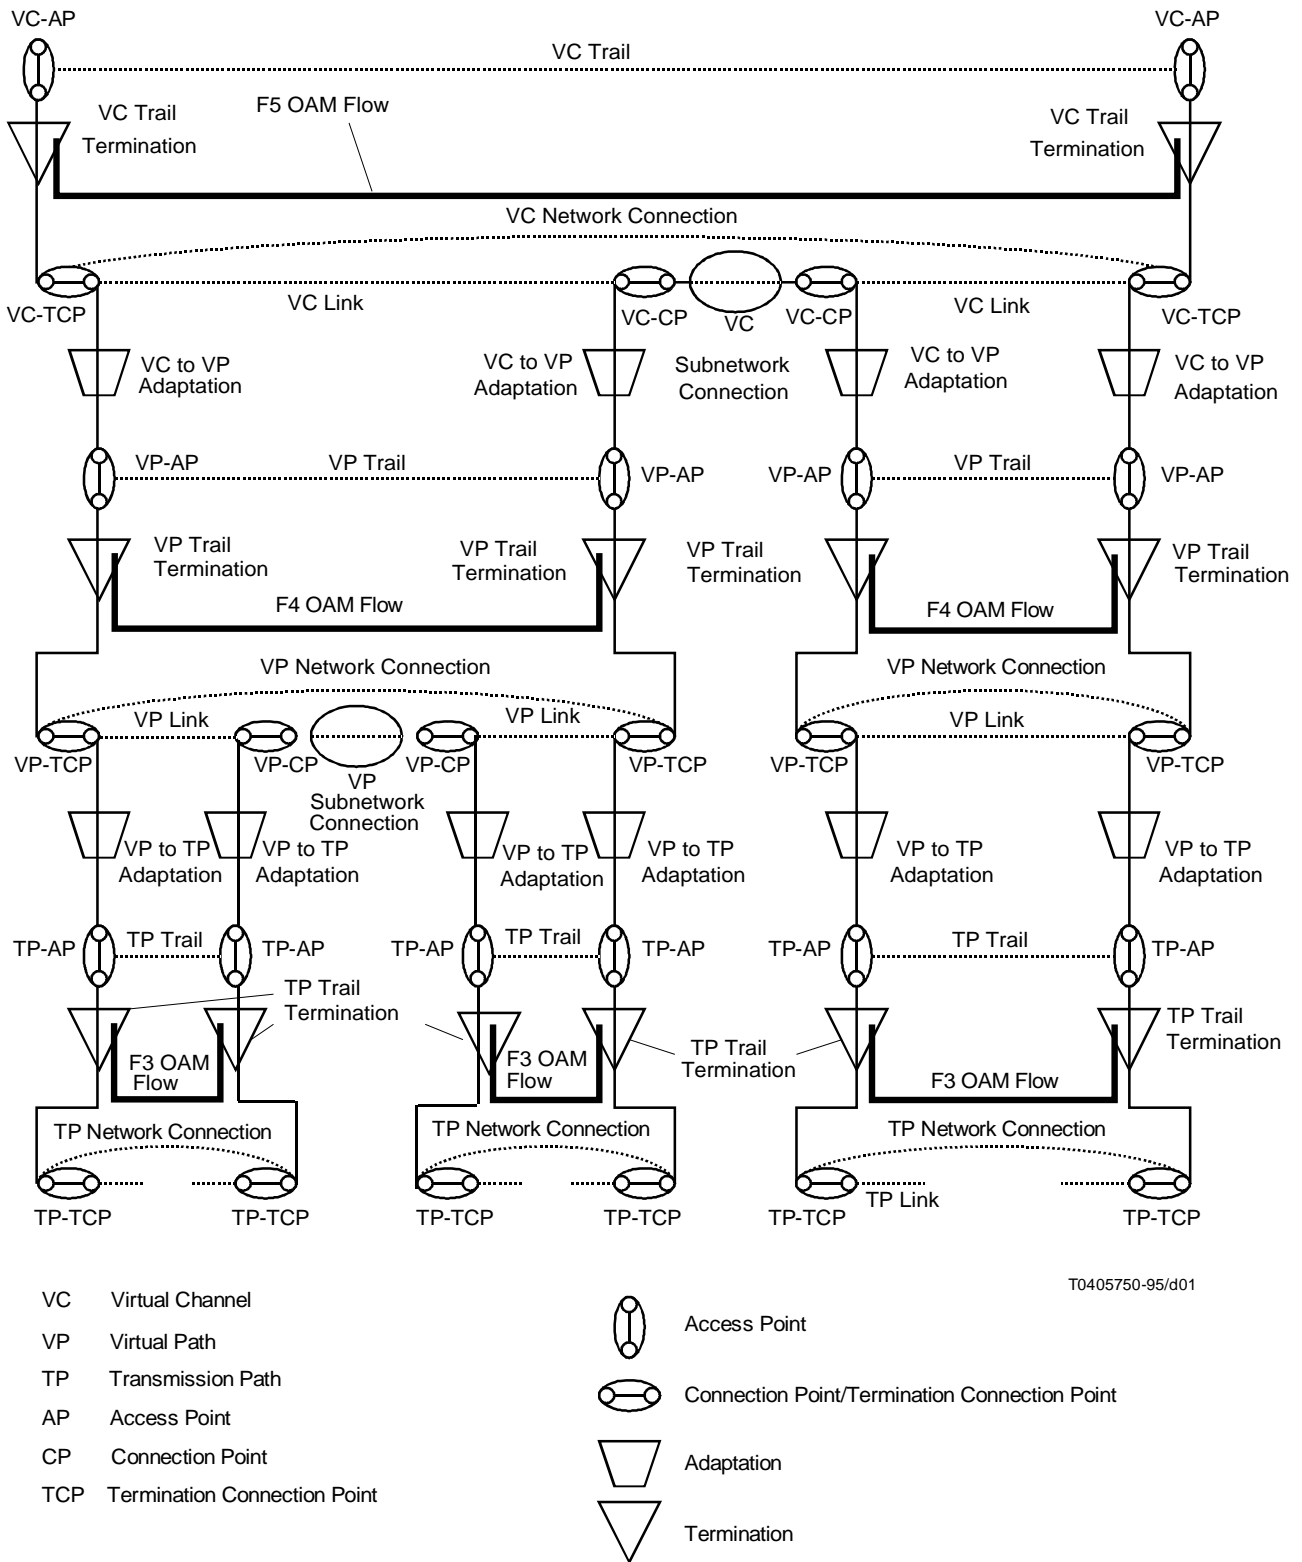 VC-AP
VC-AP
VC Trail
F5 OAM Flow
VC Trail
Termination
VC Trail
Termination
VC Network Connection
VC-TCP
VC Link
VC-CP
VC
VC-CP
VC Link
VC-TCP
VC to VP
Adaptation
VC to VP
Adaptation
Subnetwork
Connection
VC to VP
Adaptation
VC to VP
Adaptation
VP-AP
VP Trail
VP-AP
VP-AP
VP Trail
VP-AP
VP Trail
Termination
VP Trail
Termination
VP Trail
Termination
VP Trail
Termination
F4 OAM Flow
F4 OAM Flow
VP Network Connection
VP Network Connection
VP Link
VP Link
VP Link
VP-TCP
VP-CP
VP
Subnetwork
Connection
VP-CP
VP-TCP
VP-TCP
VP-TCP
VP to TP
Adaptation
VP to TP
Adaptation
VP to TP
Adaptation
VP to TP
Adaptation
VP to TP
Adaptation
VP to TP
Adaptation
TP-AP
TP Trail
TP-AP
TP-AP
TP Trail
TP-AP
TP-AP
TP Trail
TP-AP
TP Trail
Termination
TP Trail
Termination
TP Trail
Termination
F3 OAM
Flow
F3 OAM
Flow
F3 OAM Flow
TP Network Connection
TP Network Connection
TP Network Connection
TP-TCP
TP-TCP
TP-TCP
TP-TCP
TP-TCP
TP Link
TP-TCP
T0405750-95/d01
VC Virtual Channel
VP Virtual Path
TP Transmission Path
AP Access Point
CP Connection Point
TCP Termination Connection Point
Access Point
Connection Point/Termination Connection Point
Adaptation
Termination